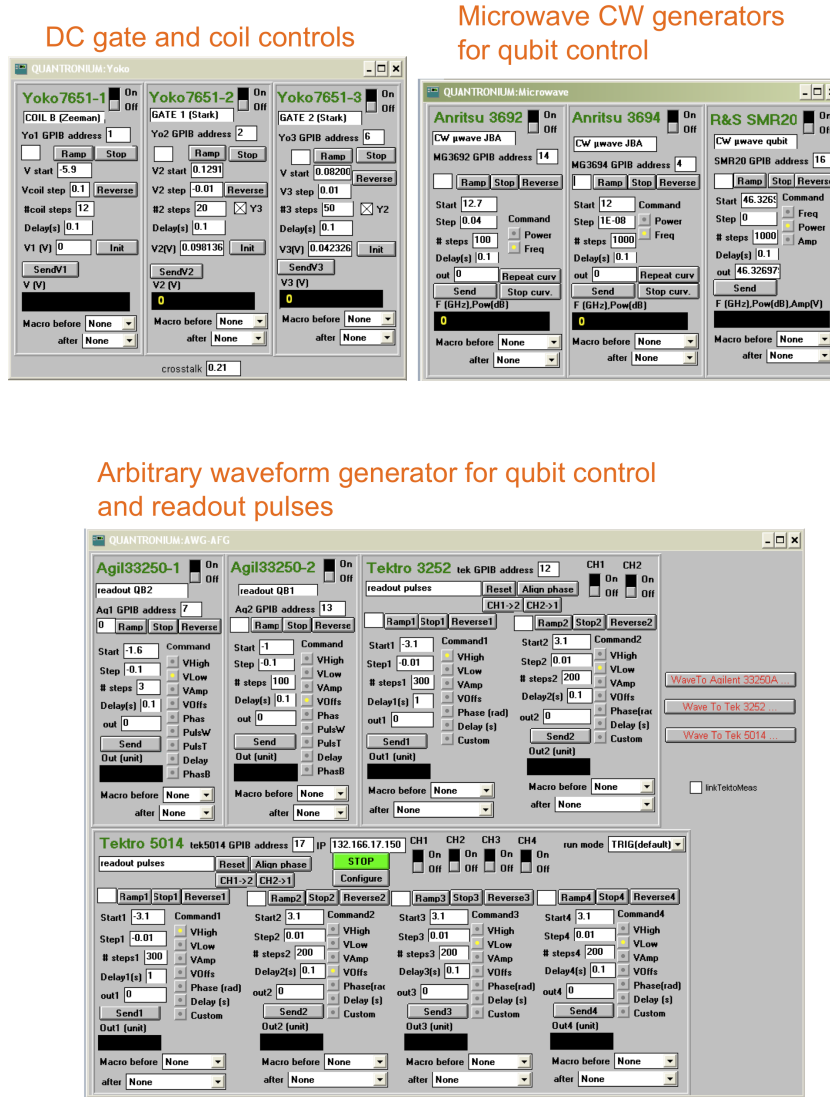 DC gate and coil controls
Microwave CW generators
for qubit control
QUANTRONIUM:Yoko
Yoko7651-1 On Off
COIL B (Zeeman)
Yo1 GPIB address 1
Ramp Stop
V start -5.9
Vcoil step 0.1 Reverse
#coil steps 12
Delay(s) 0.1
V1 (V) 0 Init
SendV1
V (V)
Macro before None
after None
Yoko7651-2 On Off
GATE 1 (Stark)
Yo2 GPIB address 2
Ramp Stop
V2 start 0.1291
V2 step -0.01 Reverse
#2 steps 20 Y3
Delay(s) 0.1
V2(V) 0.098136 Init
SendV2
V2 (V)
0
Macro before None
after None
Yoko7651-3 On Off
GATE 2 (Stark)
Yo3 GPIB address 6
Ramp Stop
V start 0.08200 Reverse
V3 step 0.01
#3 steps 50 Y2
Delay(s) 0.1
V3(V) 0.042326 Init
SendV3
V3 (V)
0
Macro before None
after None
crosstalk 0.21
QUANTRONIUM:Microwave
Anritsu 3692 On Off
CW µwave JBA
MG3692 GPIB address 14
Ramp Stop Reverse
Start 12.7
Step 0.04 Command
Power
# steps 100 Freq
Delay(s) 0.1
out 0 Repeat curv
Send Stop curv.
F (GHz),Pow(dB)
0
Macro before None
after None
Anritsu 3694 On Off
CW µwave JBA
MG3694 GPIB address 4
Ramp Stop Reverse
Start 12 Command
Step 1E-08 Power
# steps 1000 Freq
Delay(s) 0.1
out 0 Repeat curv
Send Stop curv.
F (GHz),Pow(dB)
0
Macro before None
after None
R&S SMR20 On Off
CW µwave qubit
SMR20 GPIB address 16
Ramp Stop Revers
Start 46.3269 Command
Step 0 Freq
Power
# steps 1000 Amp
Delay(s) 0.1
out 46.32697
Send
F (GHz),Pow(dB),Amp(V)
Macro before None
after None
Arbitrary waveform generator for qubit control
and readout pulses
QUANTRONIUM:AWG-AFG
Agil33250-1 On Off
readout QB2
Ag1 GPIB address 7
0 Ramp Stop Reverse
Start -1.6 Command
VHigh
Step -0.1 VLow
# steps 3 VAmp
Delay(s) 0.1 VOffs
out 0 Phas
PulsW
Send PulsT
Out (unit) Delay
PhasB
Macro before None
after None
Agil33250-2 On Off
readout QB1
Ag2 GPIB address 13
Ramp Stop Reverse
Start -1 Command
Step -0.1 VHigh
VLow
# steps 100 VAmp
Delay(s) 0.1 VOffs
out 0 Phas
PulsW
Send PulsT
Out (unit) Delay
PhasB
Macro before None
after None
Tektro 3252 tek GPIB address 12 CH1 CH2
On Off On Off
readout pulses Reset Align phase
CH1->2 CH2->1
Ramp1 Stop1 Reverse1
Start1 -3.1 Command1
Step1 -0.01 VHigh
VLow
# steps1 300 VAmp
Delay1(s) 1 VOffs
out1 0 Phase (rad)
Delay (s)
Send1 Custom
Out1 (unit)
Macro before None
after None
Ramp2 Stop2 Reverse2
Start2 3.1 Command2
Step2 0.01 VHigh
VLow
# steps2 200 VAmp
Delay2(s) 0.1 VOffs
out2 0 Phase(rac
Delay (s)
Send2 Custom
Out2 (unit)
Macro before None
after None
WaveTo Agilent 33250A ...
Wave To Tek 3252 ...
Wave To Tek 5014 ...
linkTektoMeas
Tektro 5014 tek5014 GPIB address 17 IP 132.166.17.150 CH1 CH2 CH3 CH4 run mode TRIG(default)
On Off On Off On Off On Off
readout pulses Reset Align phase STOP
CH1->2 CH2->1 Configure
Ramp1 Stop1 Reverse1
Start1 -3.1 Command1
VHigh
Step1 -0.01 VLow
# steps1 300 VAmp
Delay1(s) 1 VOffs
out1 0 Phase (rad)
Delay (s)
Send1 Custom
Out1 (unit)
Macro before None
after None
Ramp2 Stop2 Reverse2
Start2 3.1 Command2
Step2 0.01 VHigh
VLow
# steps2 200 VAmp
Delay2(s) 0.1 VOffs
out2 0 Phase(rac
Delay (s)
Send2 Custom
Out2 (unit)
Macro before None
after None
Ramp3 Stop3 Reverse3
Start3 3.1 Command3
Step3 0.01 VHigh
VLow
# steps3 200 VAmp
Delay3(s) 0.1 VOffs
out3 0 Phase(rad)
Delay (s)
Send3 Custom
Out3 (unit)
Macro before None
after None
Ramp4 Stop4 Reverse4
Start4 3.1 Command4
Step4 0.01 VHigh
VLow
# steps4 200 VAmp
Delay4(s) 0.1 VOffs
out4 0 Phase(rad)
Delay (s)
Send4 Custom
Out4 (unit)
Macro before None
after None